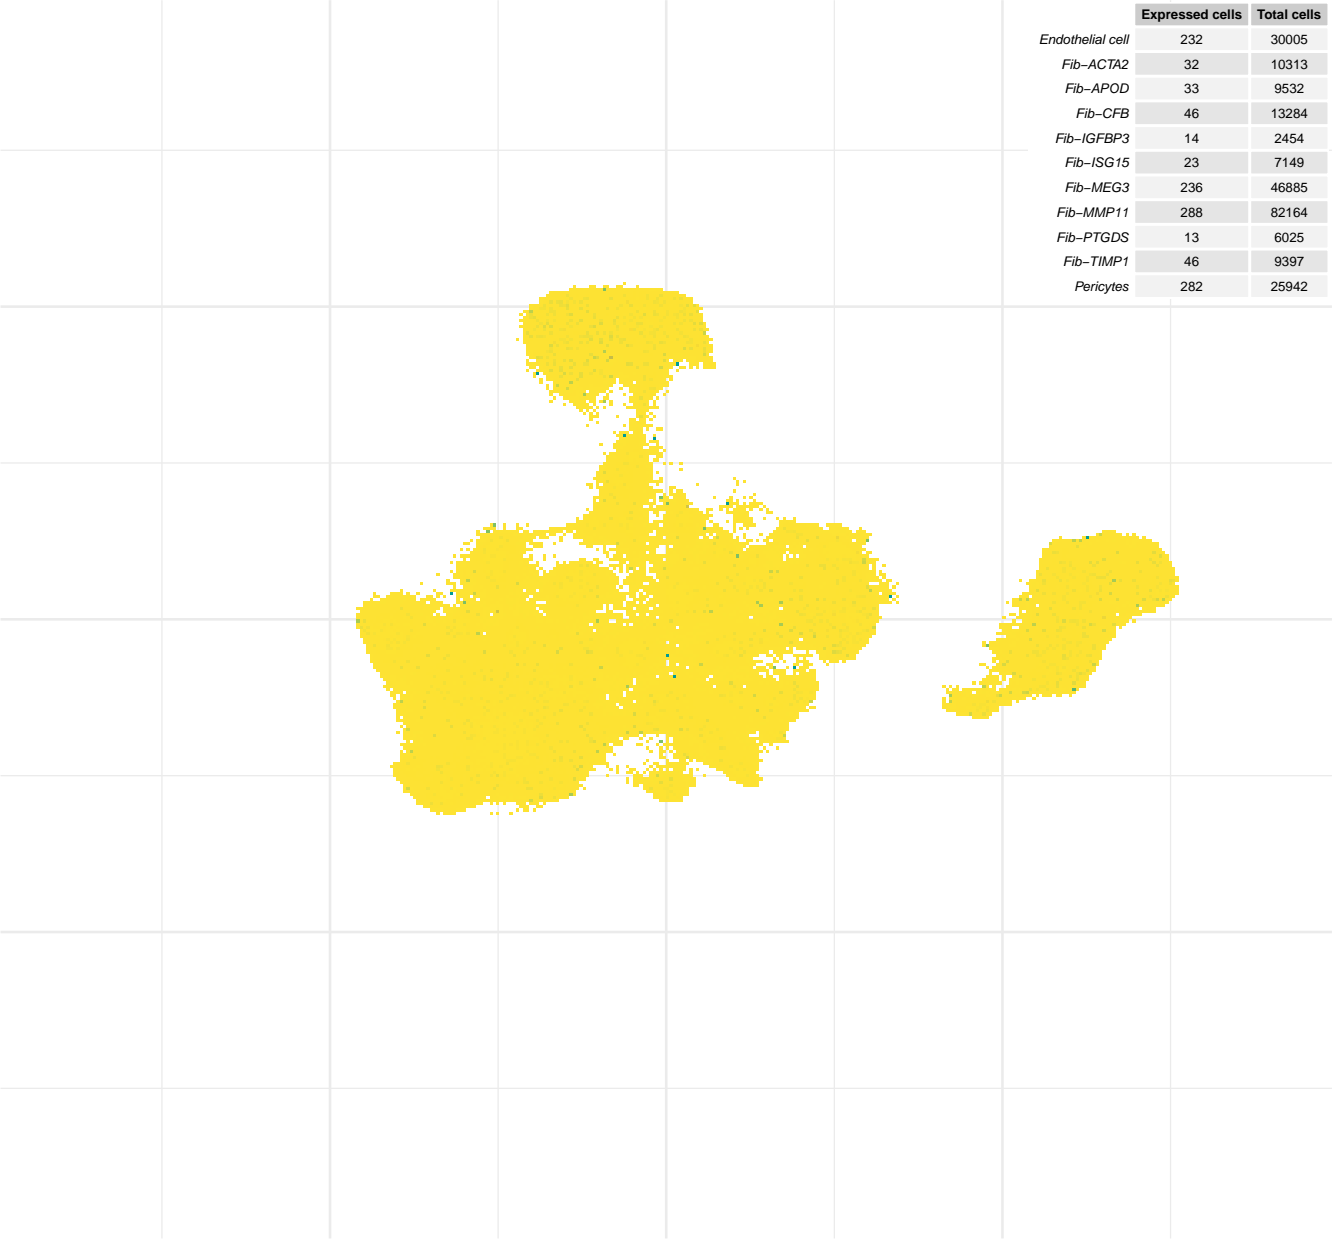 Expressed cells Total cells
Endothelial cell 232 30005
Fib−ACTA2 32 10313
Fib−APOD 33 9532
Fib−CFB 46 13284
Fib−IGFBP3 14 2454
Fib−ISG15 23 7149
Fib−MEG3 236 46885
Fib−MMP11 288 82164
Fib−PTGDS 13 6025
Fib−TIMP1 46 9397
Pericytes 282 25942